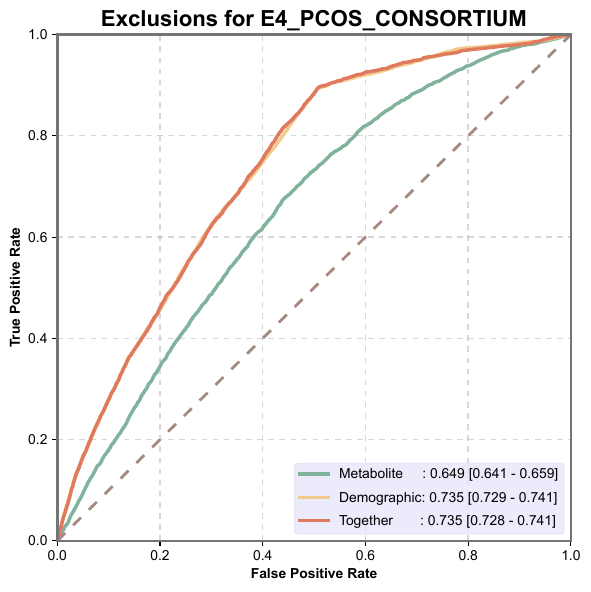 Exclusions for E4_PCOS_CONSORTIUM
True Positive Rate
1.0
0.8
0.6
0.4
0.2
0.0
Metabolite : 0.649 [0.641 - 0.659]
Demographic: 0.735 [0.729 - 0.741]
Together : 0.735 [0.728 - 0.741]
0.0 0.2 0.4 0.6 0.8 1.0
False Positive Rate